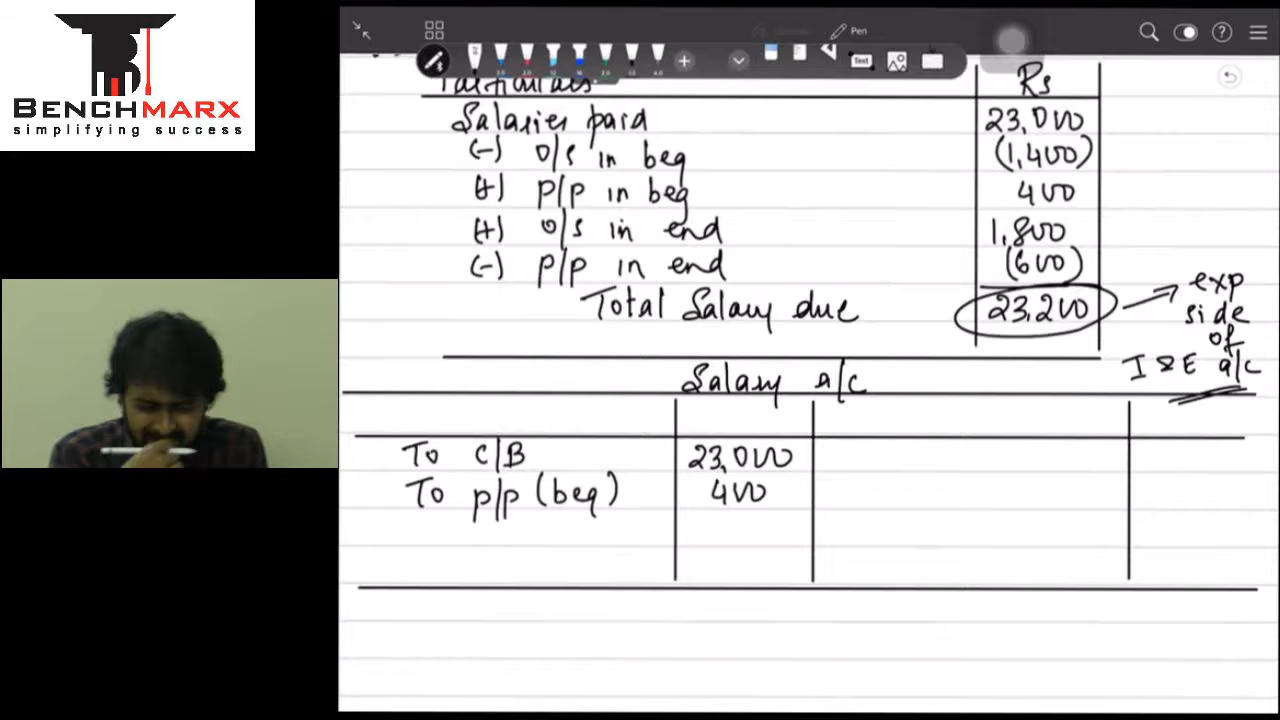 BENCHMARX
simplifying success
Pen
Text
Particulars
Rs
Salaries paid 23,000
(-) O/S in beg (1,400)
(+) P/P in beg 400
(+) O/S in end 1,800
(-) P/P in end (600)
Total Salary due 23,200
exp
side
of
I & E a/c
Salary a/c
To C/B 23,000
To P/P (beg) 400